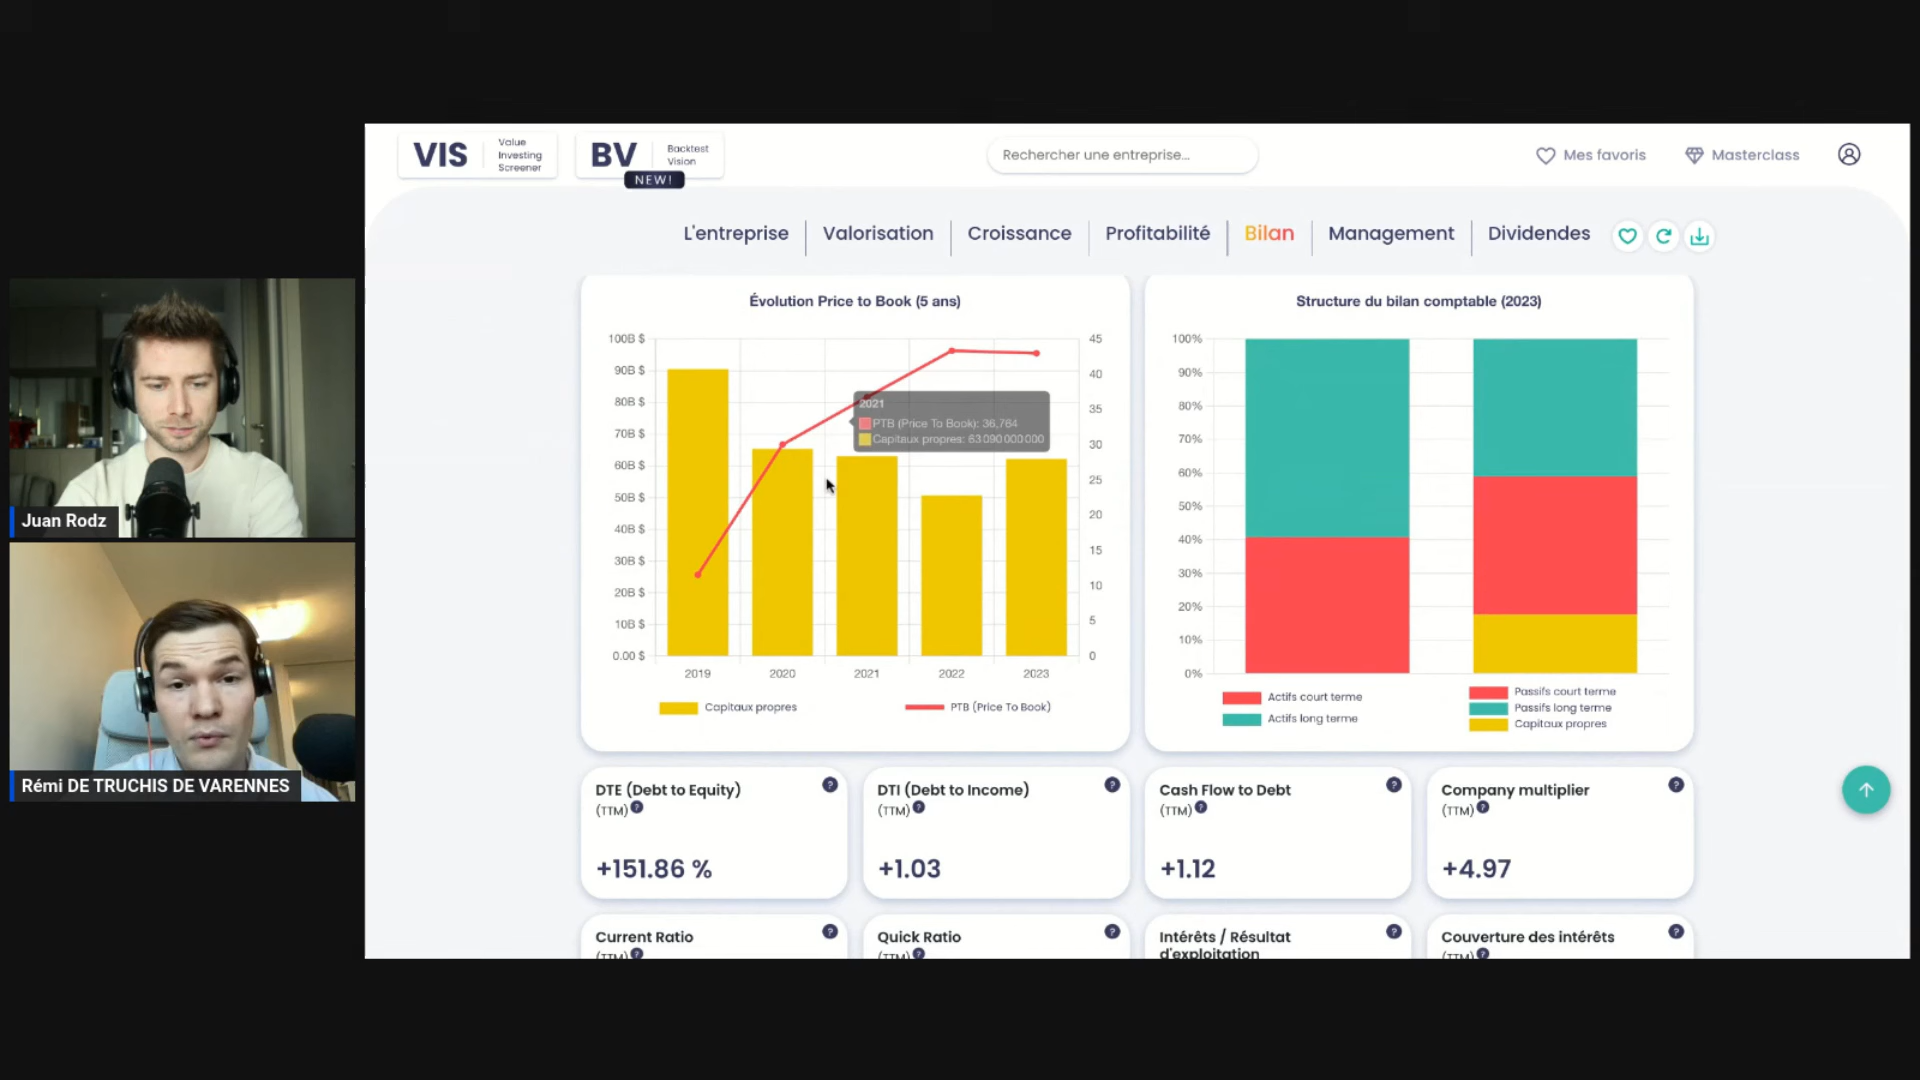 VIS
Value
Investing
Screener
BV
Backtest
Vision
NEW!
Rechercher une entreprise...
Mes favoris
Masterclass
L'entreprise
Valorisation
Croissance
Profitabilité
Bilan
Management
Dividendes
Juan Rodz
Rémi DE TRUCHIS DE VARENNES
Évolution Price to Book (5 ans)
100B $
90B $
80B $
70B $
60B $
50B $
40B $
30B $
20B $
10B $
0.00 $
45
40
35
30
25
20
15
10
5
0
2021
PTB (Price To Book): 36,764
Capitaux propres: 63 090 000 000
2019
2020
2021
2022
2023
Capitaux propres
PTB (Price To Book)
Structure du bilan comptable (2023)
100%
90%
80%
70%
60%
50%
40%
30%
20%
10%
0%
Actifs court terme
Actifs long terme
Passifs court terme
Passifs long terme
Capitaux propres
DTE (Debt to Equity)
(TTM)
+151.86 %
DTI (Debt to Income)
(TTM)
+1.03
Cash Flow to Debt
(TTM)
+1.12
Company multiplier
(TTM)
+4.97
Current Ratio
(TTM)
Quick Ratio
(TTM)
Intérêts / Résultat
d'exploitation
Couverture des intérêts
(TTM)